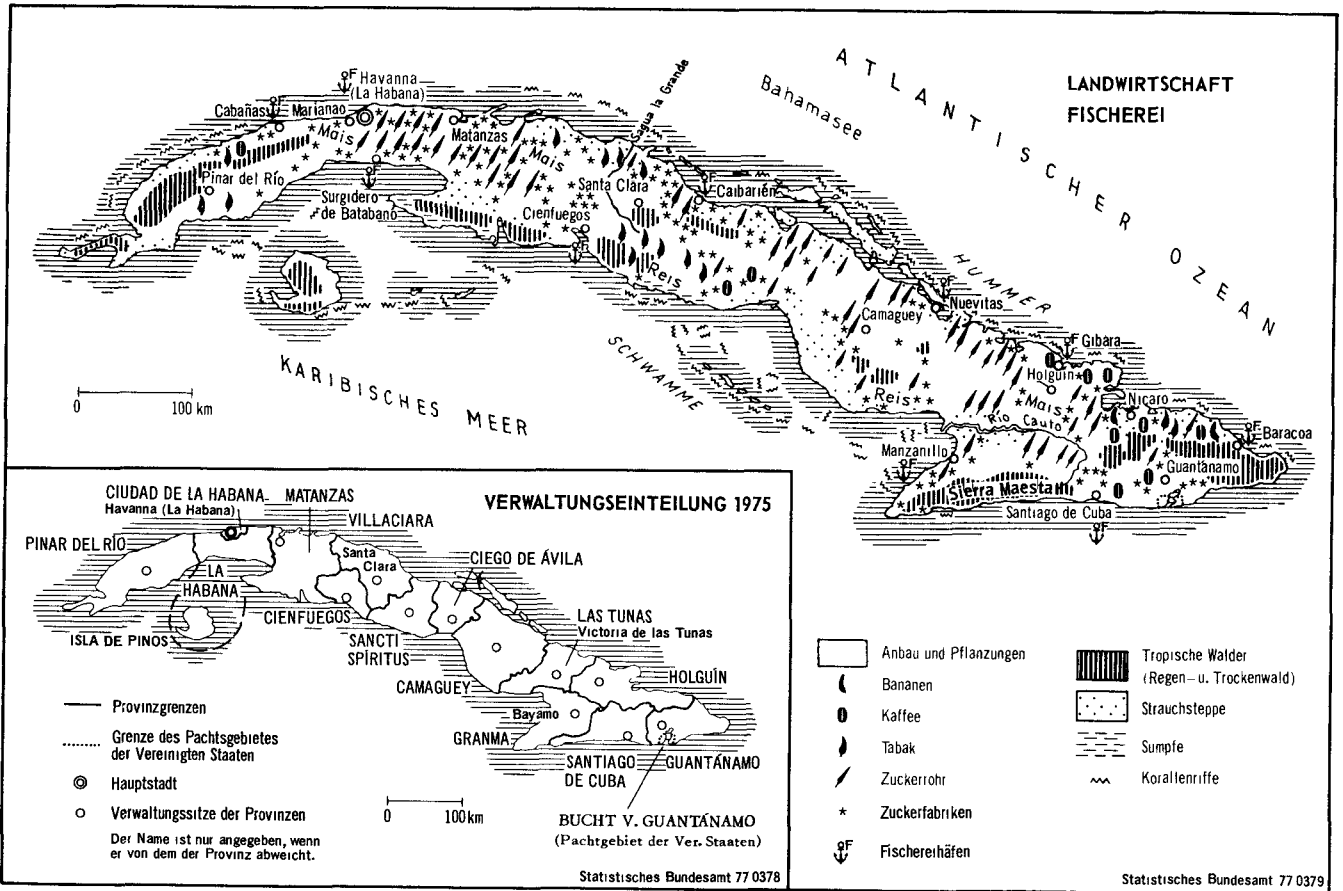 LANDWIRTSCHAFT
FISCHEREI
ATLANTISCHER OZEAN
Bahamasee
HUMMER
SCHWAMME
KARIBISCHES MEER
F Havanna
(La Habana)
F
Cabañas
Marianao
Mais
Matanzas
Mais
Sagua la Grande
Pinar del Río
F
Surgidero
de Batabanó
Santa Clara
F
Caibarién
Cienfuegos
F
Reis
Camaguey
F
Nuevitas
F Gibara
Holguín
Reis
Mais
Río Cauto
Nicaro
F
Baracoa
Manzanillo
F
Guantánamo
Sierra Maestra
Santiago de Cuba
F
0 100 km
VERWALTUNGSEINTEILUNG 1975
CIUDAD DE LA HABANA
Havanna (La Habana)
MATANZAS
VILLACIARA
PINAR DEL RÍO
Santa
Clara
CIEGO DE ÁVILA
LA
HABANA
CIENFUEGOS
LAS TUNAS
Victoria de las Tunas
ISLA DE PINOS
SANCTI
SPÍRITUS
HOLGUÍN
CAMAGUEY
Bayamo
GRANMA
SANTIAGO
DE CUBA
GUANTÁNAMO
BUCHT V. GUANTÁNAMO
(Pachtgebiet der Ver. Staaten)
Provinzgrenzen
Grenze des Pachtsgebietes
der Vereinigten Staaten
Hauptstadt
Verwaltungssitze der Provinzen
Der Name ist nur angegeben, wenn
er von dem der Provinz abweicht.
0 100km
Statistisches Bundesamt 77 0378
Anbau und Pflanzungen
Bananen
Kaffee
Tabak
Zuckerrohr
Zuckerfabriken
F Fischereihäfen
Tropische Walder
(Regen- u. Trockenwald)
Strauchsteppe
Sumpfe
Korallenriffe
Statistisches Bundesamt 77 0379